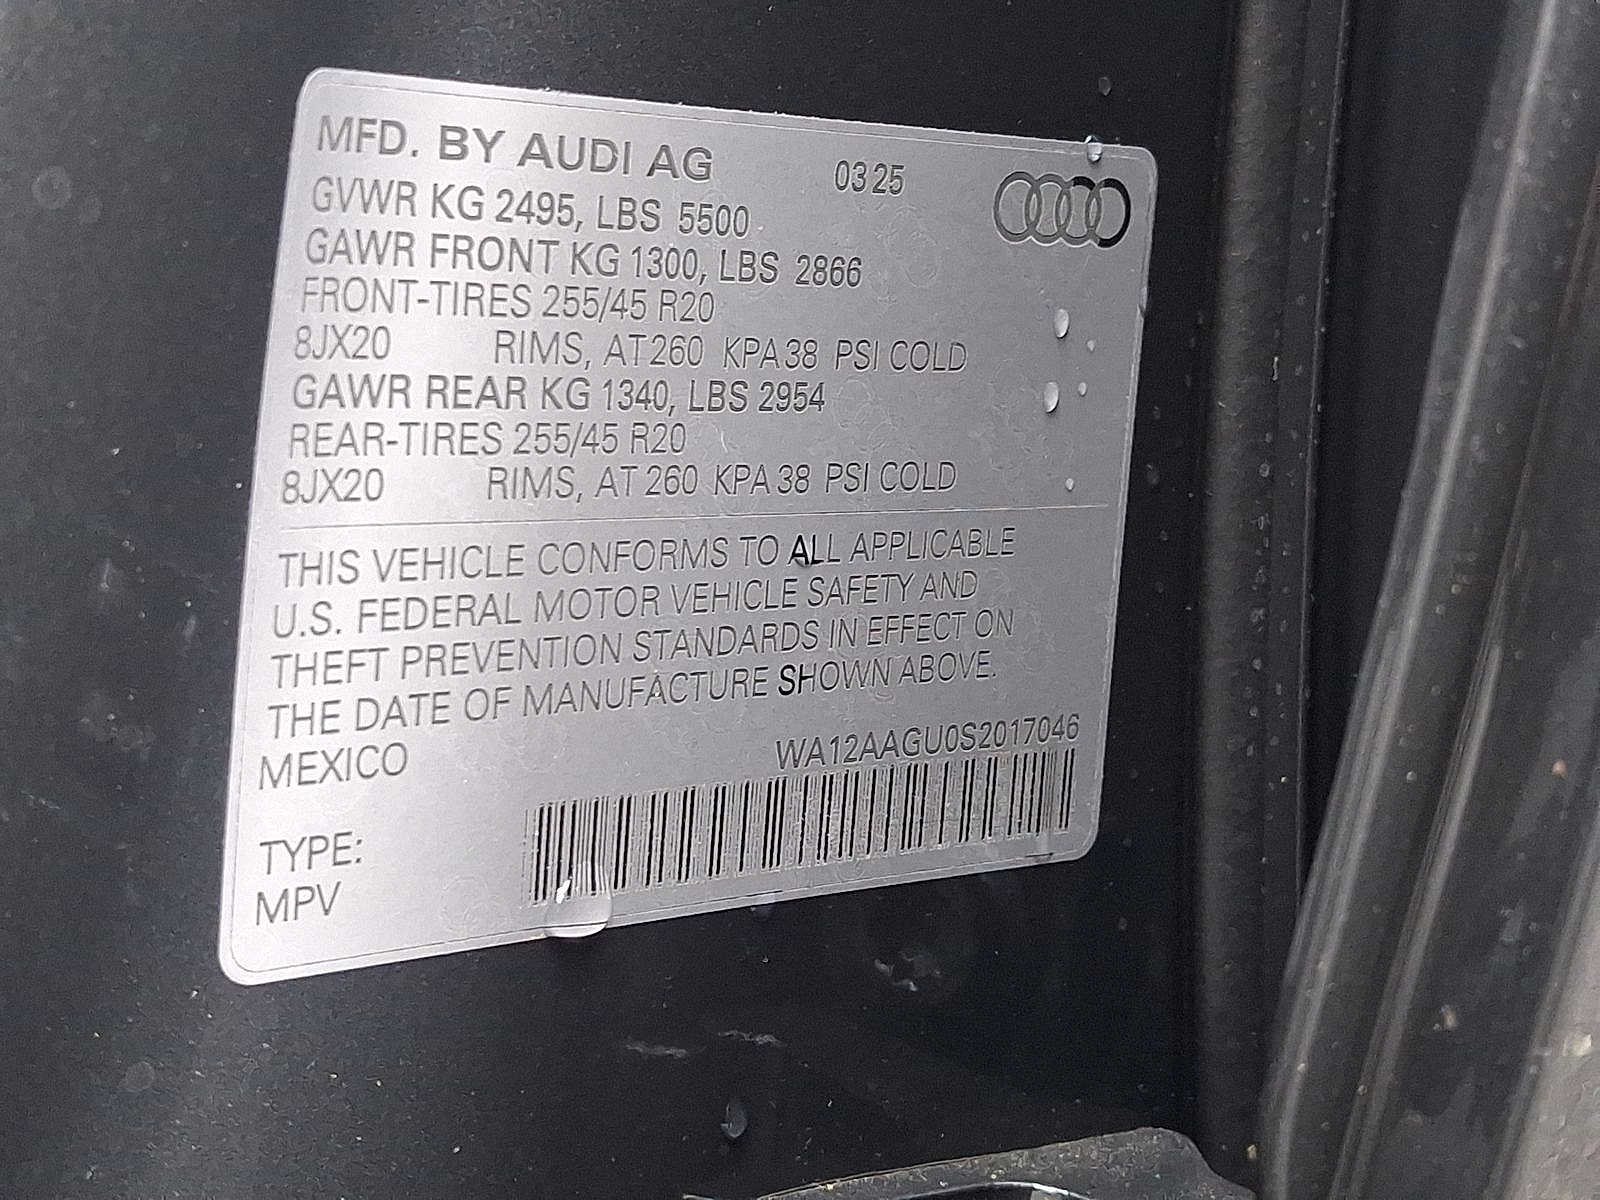 MFD. BY AUDI AG 03 25
GVWR KG 2495, LBS 5500
GAWR FRONT KG 1300, LBS 2866
FRONT-TIRES 255/45 R20
8JX20 RIMS, AT 260 KPA 38 PSI COLD
GAWR REAR KG 1340, LBS 2954
REAR-TIRES 255/45 R20
8JX20 RIMS, AT 260 KPA 38 PSI COLD
THIS VEHICLE CONFORMS TO ALL APPLICABLE
U.S. FEDERAL MOTOR VEHICLE SAFETY AND
THEFT PREVENTION STANDARDS IN EFFECT ON
THE DATE OF MANUFACTURE SHOWN ABOVE.
MEXICO WA12AAGU0S2017046
TYPE:
MPV